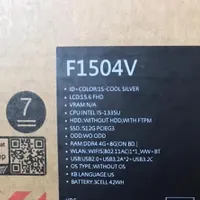 F1504V
• ID+COLOR:1S-COOL SILVER
• LCD:15.6 FHD
• VRAM:N/A
• CPU:INTEL I5-1335U
• HDD:WITHOUT HDD,WITH FTPM
• SSD:512G PCIEG3
• ODD:WO ODD
• RAM:DDR4 4G+8G(ON BD.)
• WLAN:WIFI5(802.11AC)1*1_WW+BT
• USB:USB2.0+USB3.2A*2+USB3.2C
• OS TYPE:WITHOUT OS
• KB LANGUAGE:US
• BATTERY:3CELL 42WH
7